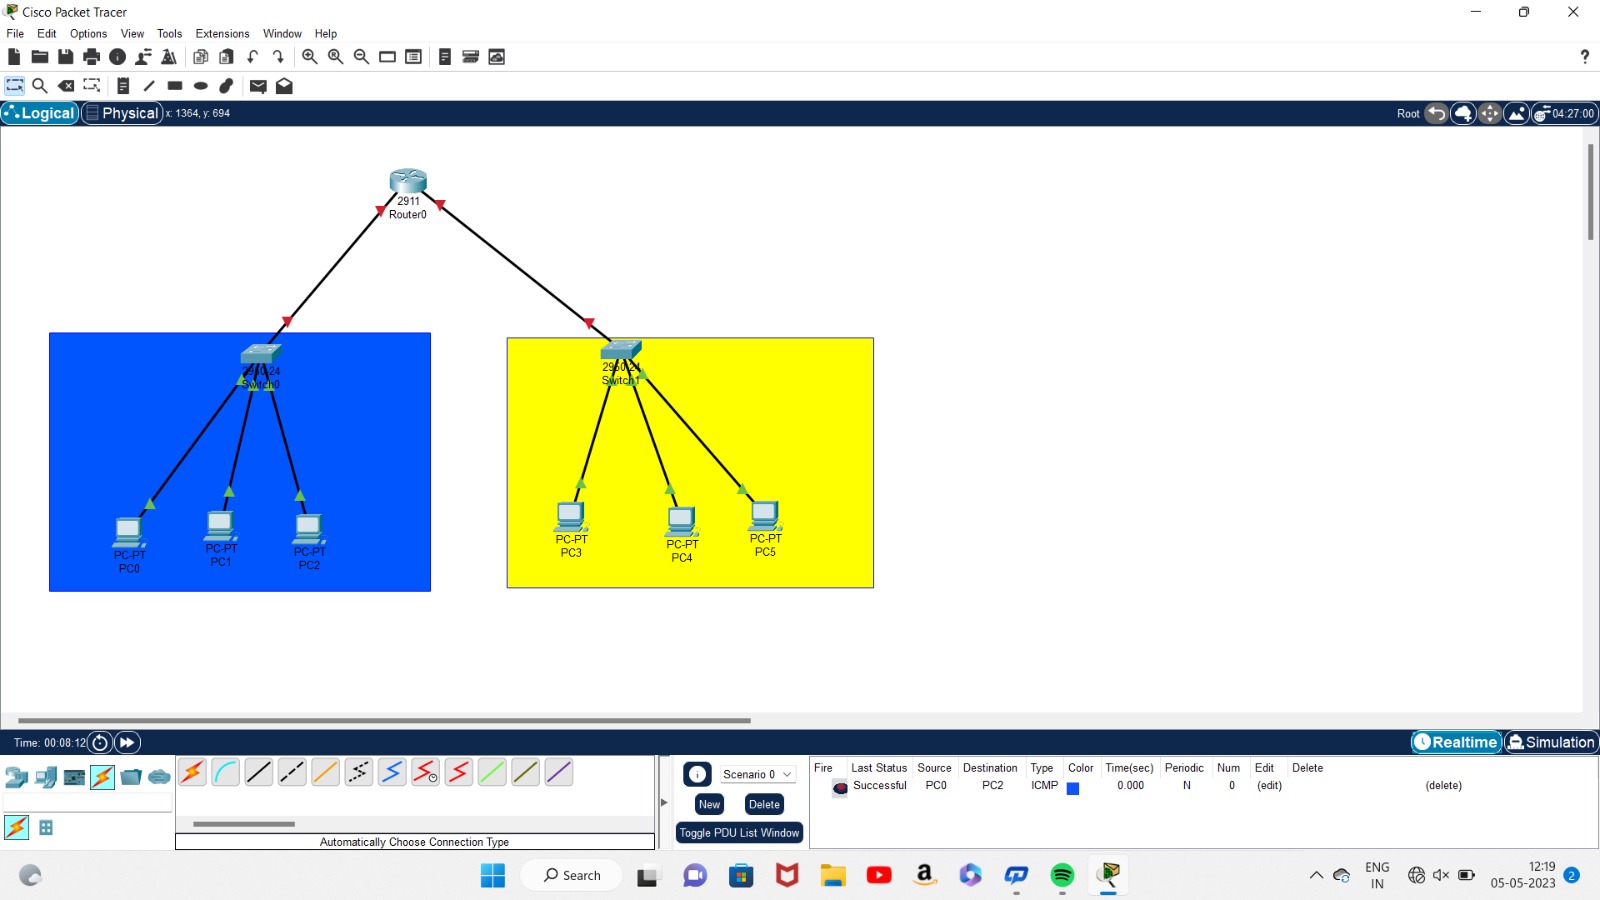 Cisco Packet Tracer
File Edit Options View Tools Extensions Window Help
?
Logical Physical x: 1364, y: 694 Root 04:27:00
2911
Router0
2950-24
Switch0
2950-24
Switch1
PC-PT
PC0
PC-PT
PC1
PC-PT
PC2
PC-PT
PC3
PC-PT
PC4
PC-PT
PC5
Time: 00:08:12 Realtime Simulation
Scenario 0
New Delete
Toggle PDU List Window
Automatically Choose Connection Type
Fire Last Status Source Destination Type Color Time(sec) Periodic Num Edit Delete
Successful PC0 PC2 ICMP 0.000 N 0 (edit) (delete)
Search
ENG
IN
12:19
05-05-2023
2